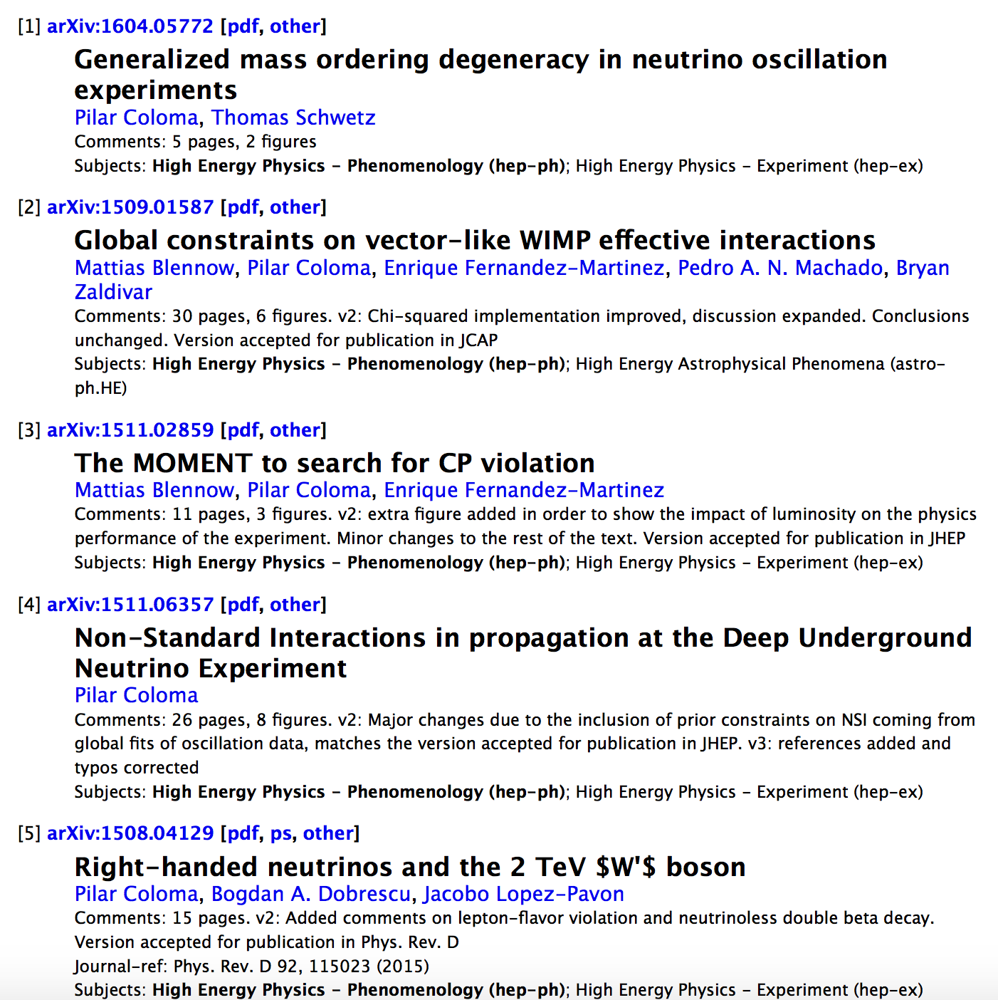 [1] arXiv:1604.05772 [pdf, other]
Generalized mass ordering degeneracy in neutrino oscillation
experiments
Pilar Coloma, Thomas Schwetz
Comments: 5 pages, 2 figures
Subjects: High Energy Physics - Phenomenology (hep-ph); High Energy Physics - Experiment (hep-ex)
[2] arXiv:1509.01587 [pdf, other]
Global constraints on vector-like WIMP effective interactions
Mattias Blennow, Pilar Coloma, Enrique Fernandez-Martinez, Pedro A. N. Machado, Bryan
Zaldivar
Comments: 30 pages, 6 figures. v2: Chi-squared implementation improved, discussion expanded. Conclusions
unchanged. Version accepted for publication in JCAP
Subjects: High Energy Physics - Phenomenology (hep-ph); High Energy Astrophysical Phenomena (astro-
ph.HE)
[3] arXiv:1511.02859 [pdf, other]
The MOMENT to search for CP violation
Mattias Blennow, Pilar Coloma, Enrique Fernandez-Martinez
Comments: 11 pages, 3 figures. v2: extra figure added in order to show the impact of luminosity on the physics
performance of the experiment. Minor changes to the rest of the text. Version accepted for publication in JHEP
Subjects: High Energy Physics - Phenomenology (hep-ph); High Energy Physics - Experiment (hep-ex)
[4] arXiv:1511.06357 [pdf, other]
Non-Standard Interactions in propagation at the Deep Underground
Neutrino Experiment
Pilar Coloma
Comments: 26 pages, 8 figures. v2: Major changes due to the inclusion of prior constraints on NSI coming from
global fits of oscillation data, matches the version accepted for publication in JHEP. v3: references added and
typos corrected
Subjects: High Energy Physics - Phenomenology (hep-ph); High Energy Physics - Experiment (hep-ex)
[5] arXiv:1508.04129 [pdf, ps, other]
Right-handed neutrinos and the 2 TeV $W'$ boson
Pilar Coloma, Bogdan A. Dobrescu, Jacobo Lopez-Pavon
Comments: 15 pages. v2: Added comments on lepton-flavor violation and neutrinoless double beta decay.
Version accepted for publication in Phys. Rev. D
Journal-ref: Phys. Rev. D 92, 115023 (2015)
Subjects: High Energy Physics - Phenomenology (hep-ph); High Energy Physics - Experiment (hep-ex)